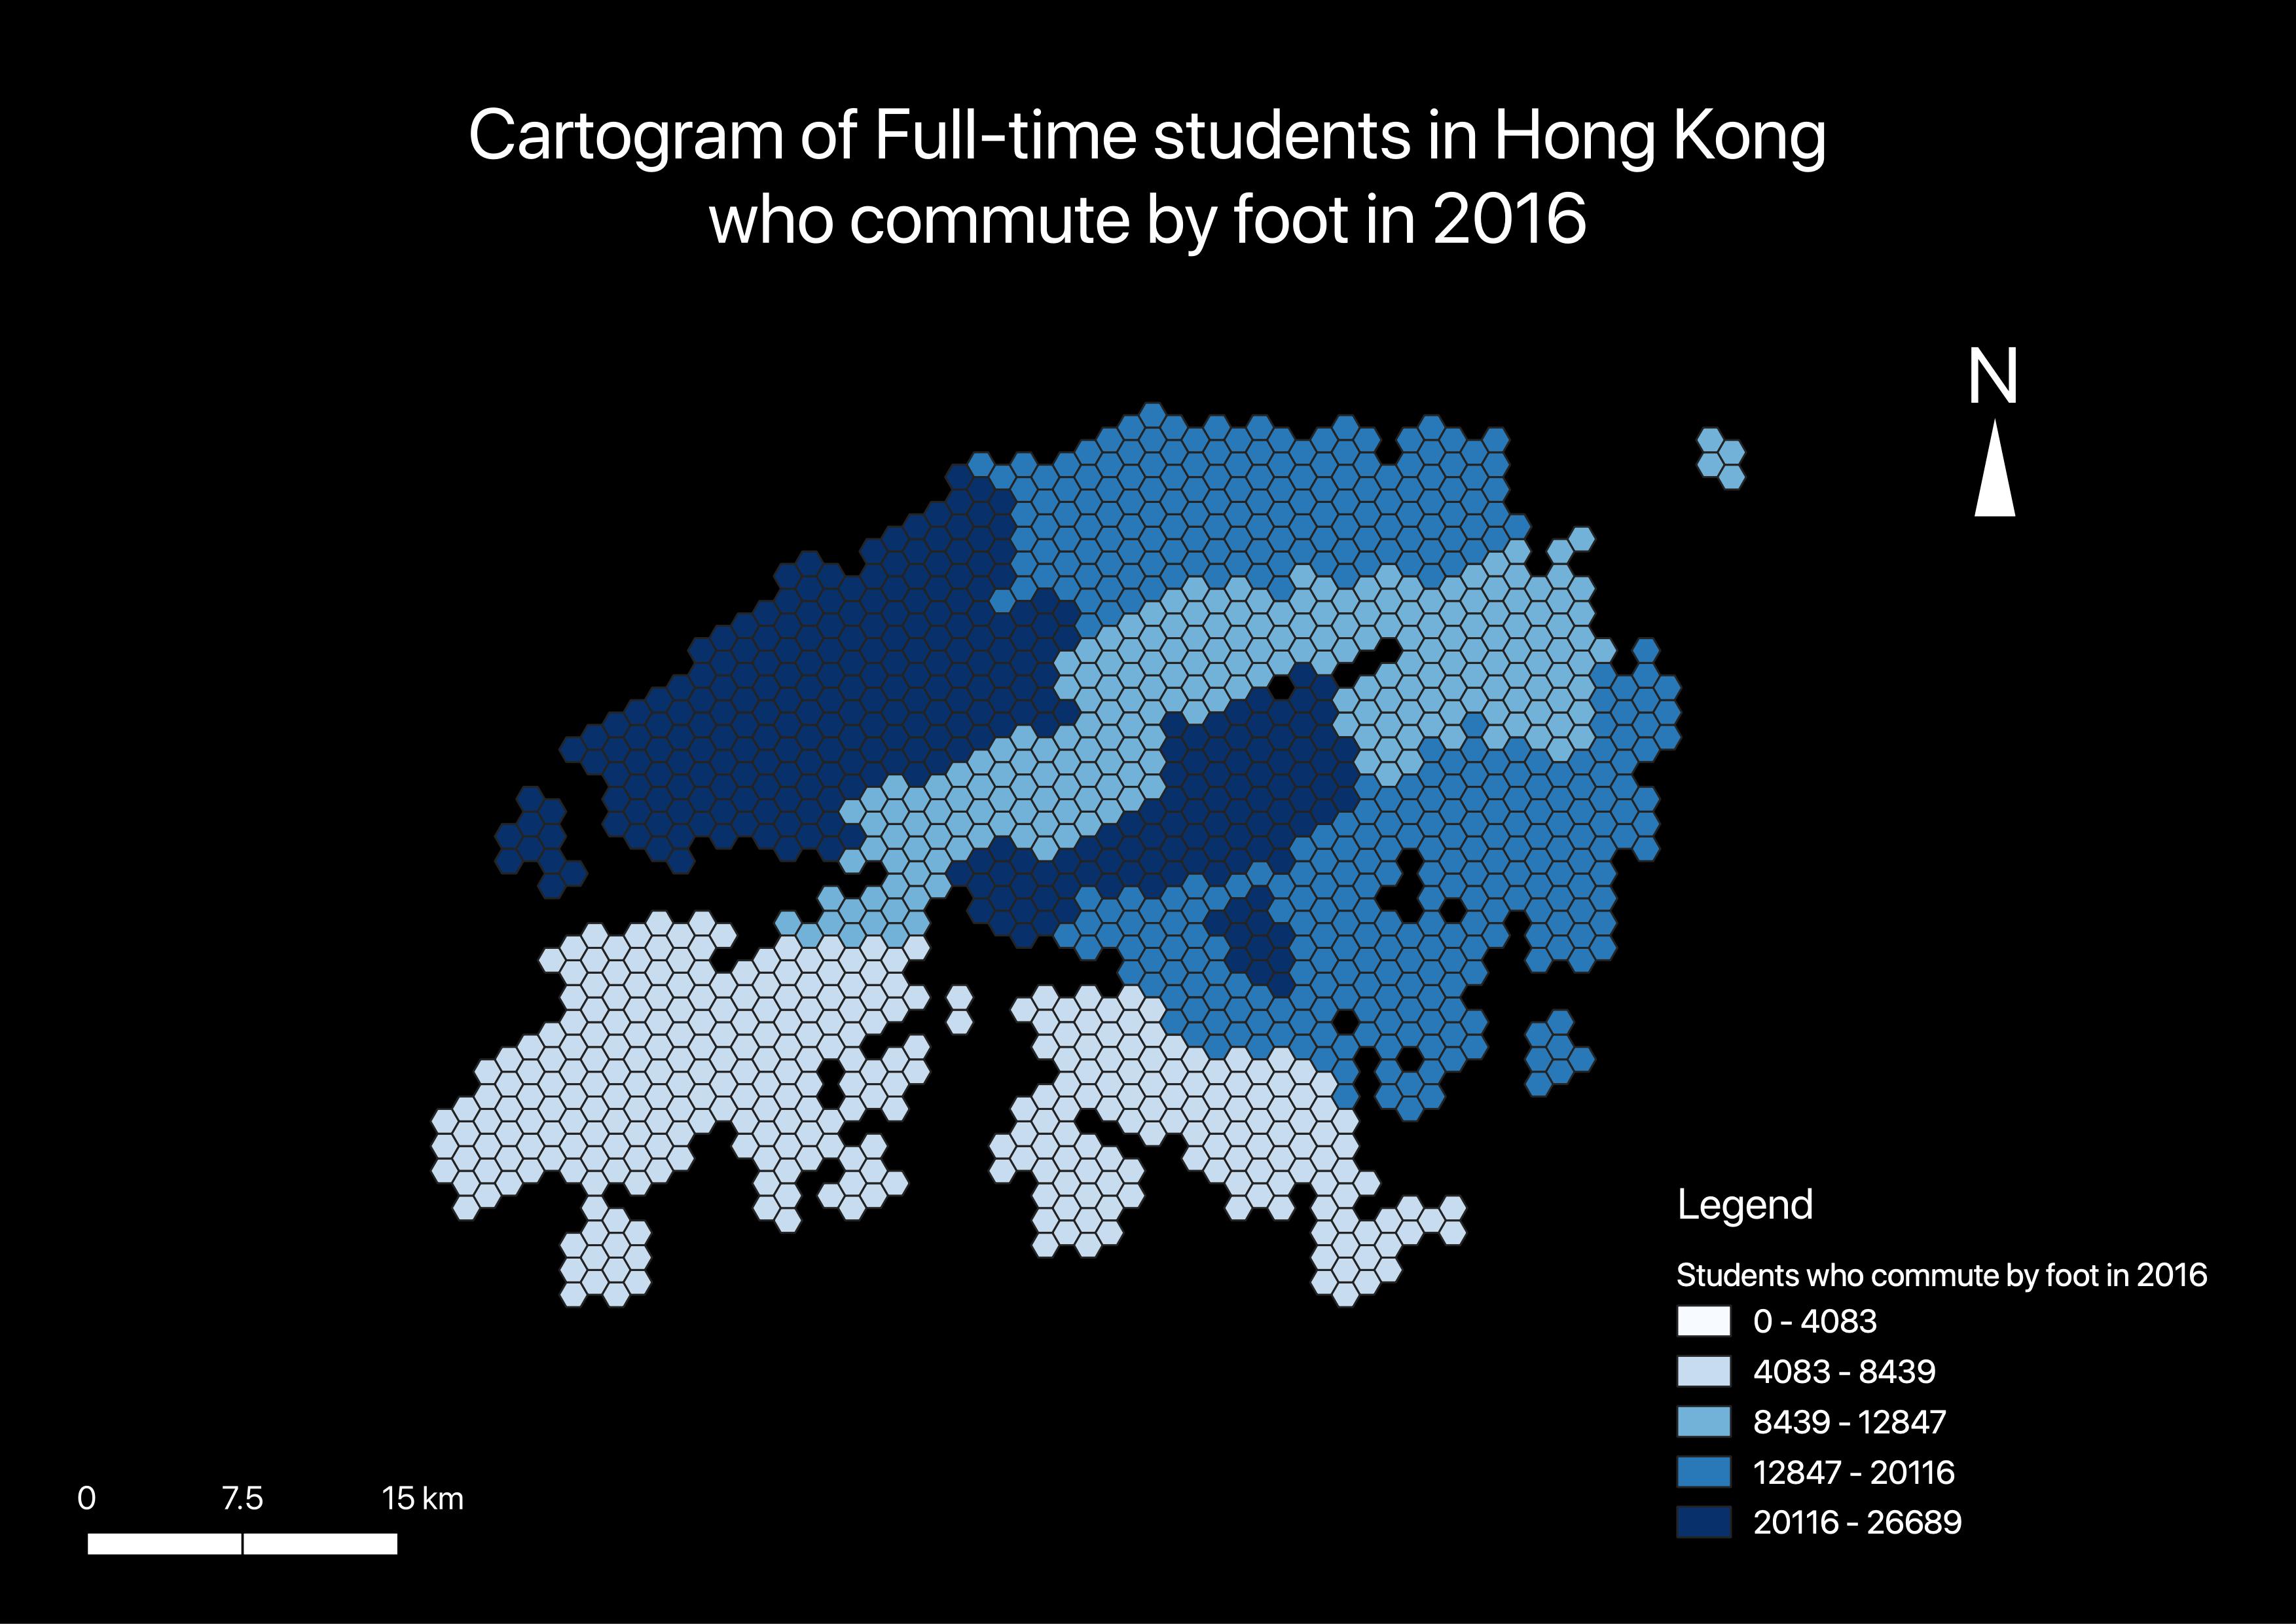 Cartogram of Full-time students in Hong Kong
who commute by foot in 2016
N
Legend
Students who commute by foot in 2016
0 - 4083
4083 - 8439
8439 - 12847
12847 - 20116
20116 - 26689
0 7.5 15 km